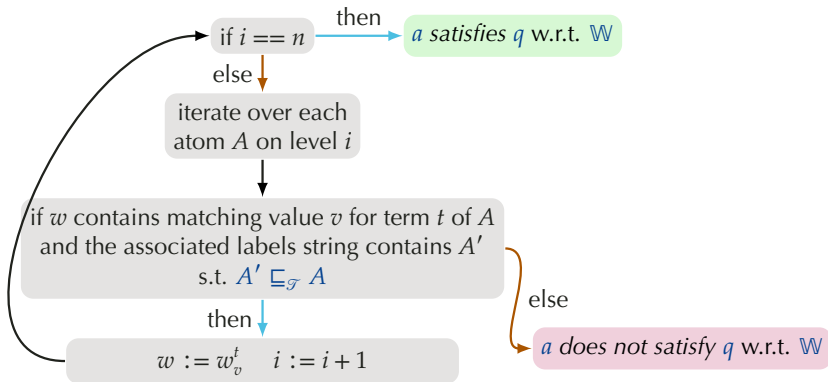 then
if i == n
a satisfies q w.r.t. 𝕎
else
iterate over each
atom A on level i
if w contains matching value v for term t of A
and the associated labels string contains A′
s.t. A′ ⊑_𝒯 A
then
else
w := w_v^t i := i + 1
a does not satisfy q w.r.t. 𝕎